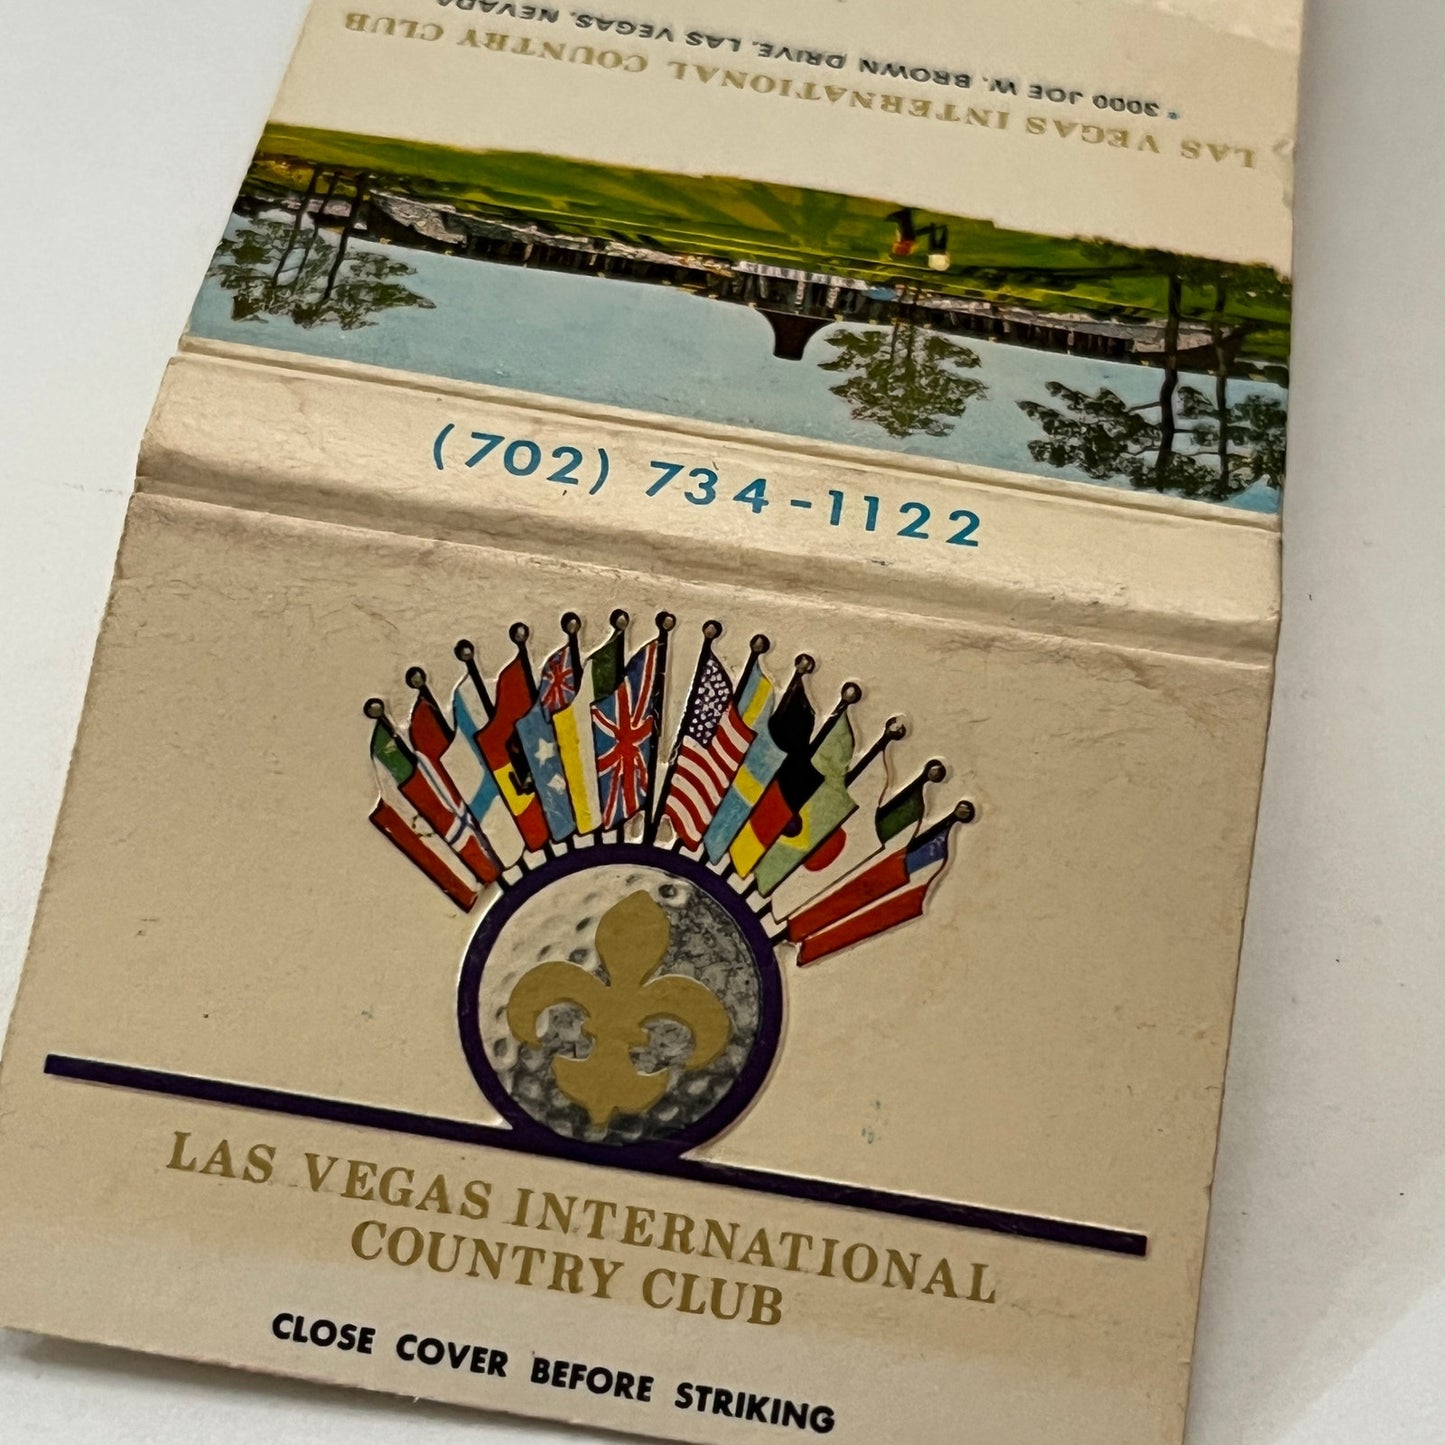 LAS VEGAS INTERNATIONAL COUNTRY CLUB
* 3000 JOE W. BROWN DRIVE, LAS VEGAS, NEVADA
(702) 734-1122
LAS VEGAS INTERNATIONAL
COUNTRY CLUB
CLOSE COVER BEFORE STRIKING